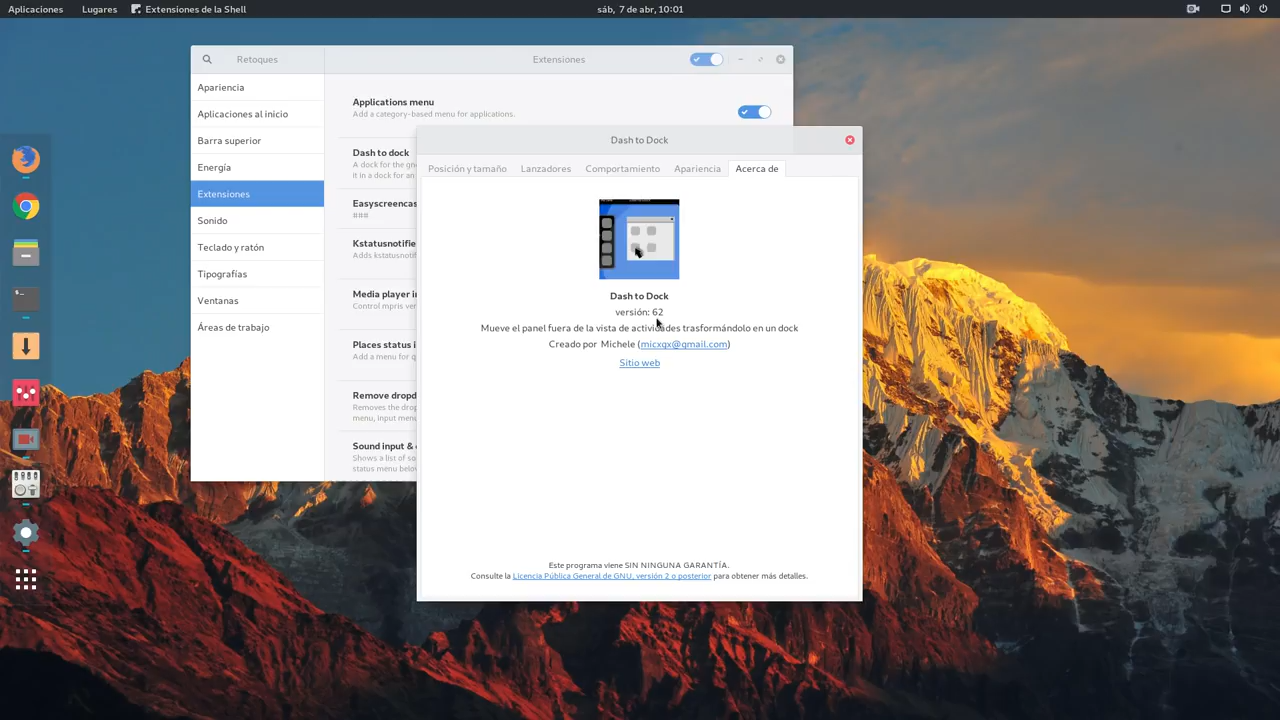 Aplicaciones Lugares Extensiones de la Shell sáb, 7 de abr, 10:01
Retoques
Extensiones
Apariencia
Aplicaciones al inicio
Barra superior
Energía
Extensiones
Sonido
Teclado y ratón
Tipografías
Ventanas
Áreas de trabajo
Applications menu
Add a category-based menu for applications.
Dash to dock
A dock for the
it in a dock for an
Easyscreencas
###
Kstatusnotifie
Adds kstatusnotif
Media player i
Control mpris ver
Places status i
Add a menu for q
Remove dropd
Removes the drop
menu, input menu
Sound input &
Shows a list of so
status menu belo
Dash to Dock
Posición y tamaño Lanzadores Comportamiento Apariencia Acerca de
Dash to Dock
versión: 62
Mueve el panel fuera de la vista de actividades trasformándolo en un dock
Creado por Michele (micxgx@gmail.com)
Sitio web
Este programa viene SIN NINGUNA GARANTÍA.
Consulte la Licencia Pública General de GNU, versión 2 o posterior para obtener más detalles.